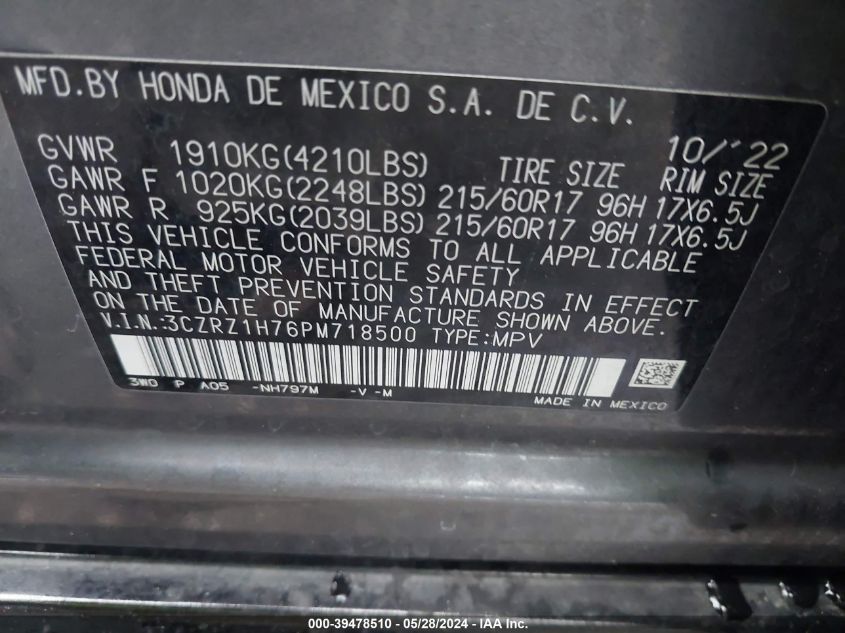 MFD.BY HONDA DE MEXICO S.A. DE C.V.
10/'22
GVWR 1910KG(4210LBS) TIRE SIZE RIM SIZE
GAWR F 1020KG(2248LBS) 215/60R17 96H 17X6.5J
GAWR R 925KG(2039LBS) 215/60R17 96H 17X6.5J
THIS VEHICLE CONFORMS TO ALL APPLICABLE
FEDERAL MOTOR VEHICLE SAFETY
AND THEFT PREVENTION STANDARDS IN EFFECT
ON THE DATE OF MANUFACTURE SHOWN ABOVE.
V.I.N.:3CZRZ1H76PM718500 TYPE:MPV
3W0 P A05 -NH797M -V -M
MADE IN MEXICO
000-39478510 - 05/28/2024 - IAA Inc.